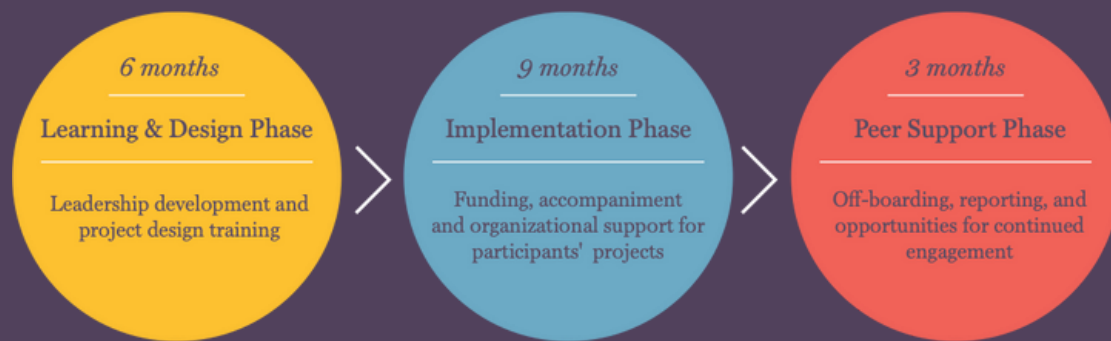 6 months
Learning & Design Phase
Leadership development and
project design training
9 months
Implementation Phase
Funding, accompaniment
and organizational support for
participants' projects
3 months
Peer Support Phase
Off-boarding, reporting, and
opportunities for continued
engagement